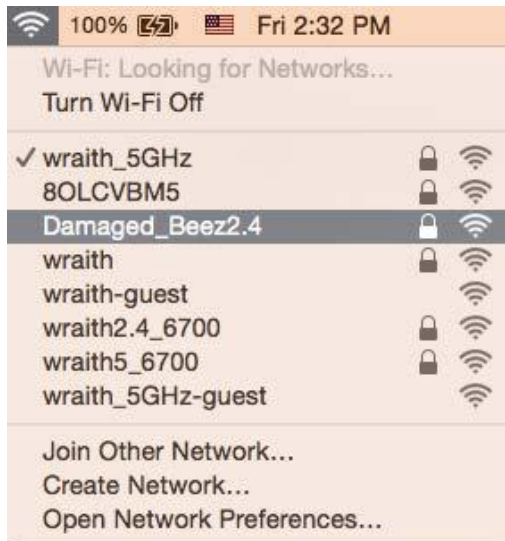 100% Fri 2:32 PM
Wi-Fi: Looking for Networks...
Turn Wi-Fi Off
wraith_5GHz
8OLCVBM5
Damaged_Beez2.4
wraith
wraith-guest
wraith2.4_6700
wraith5_6700
wraith_5GHz-guest
Join Other Network...
Create Network...
Open Network Preferences...